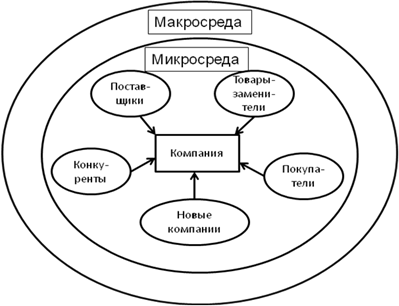 Макросреда
Микросреда
Постав-
щики
Товары-
замени-
тели
Компания
Конку-
ренты
Покупа-
тели
Новые
компании